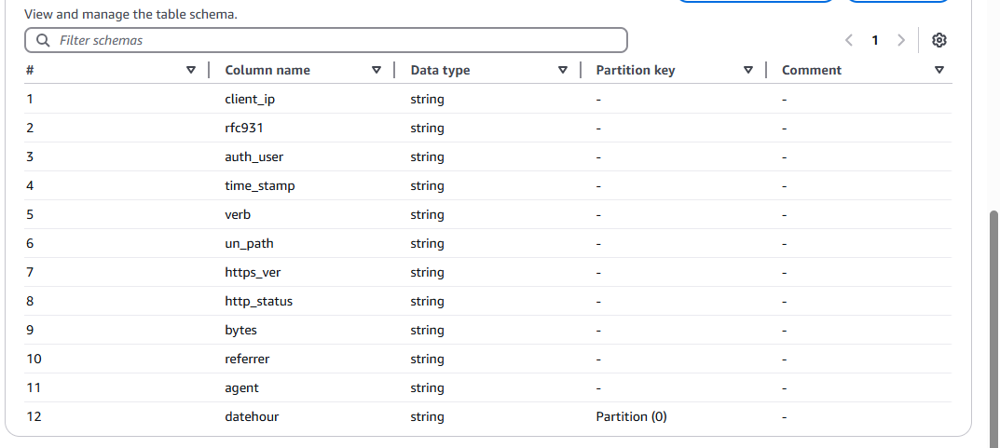 View and manage the table schema.
Filter schemas
1
# Column name Data type Partition key Comment
1 client_ip string - -
2 rfc931 string - -
3 auth_user string - -
4 time_stamp string - -
5 verb string - -
6 un_path string - -
7 https_ver string - -
8 http_status string - -
9 bytes string - -
10 referrer string - -
11 agent string - -
12 datehour string Partition (0) -